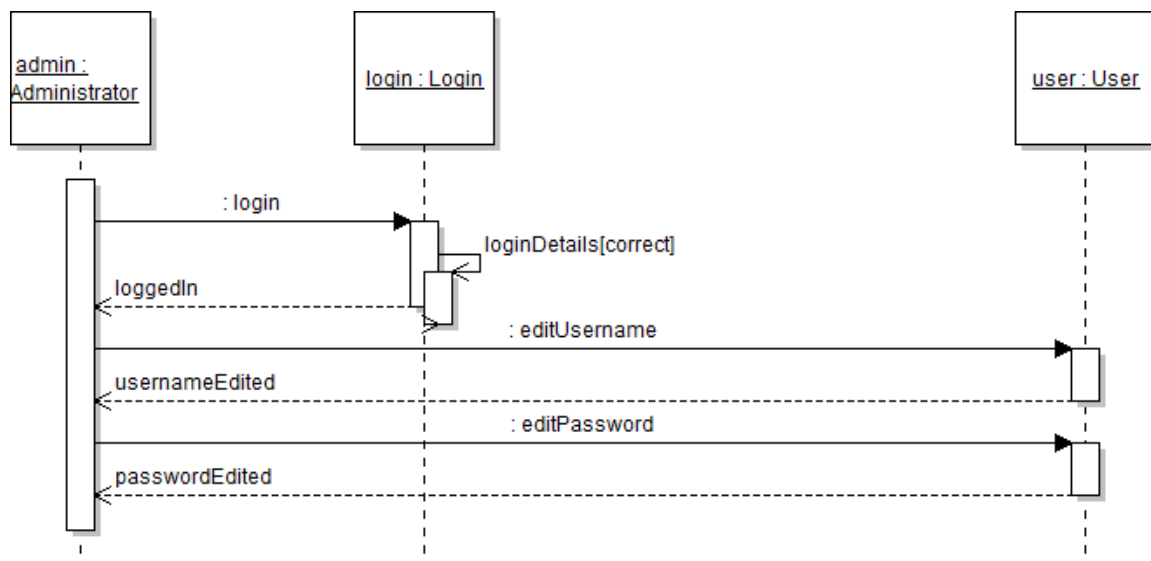 admin :
Administrator
login : Login
user : User
: login
loginDetails[correct]
loggedIn
: editUsername
usernameEdited
: editPassword
passwordEdited